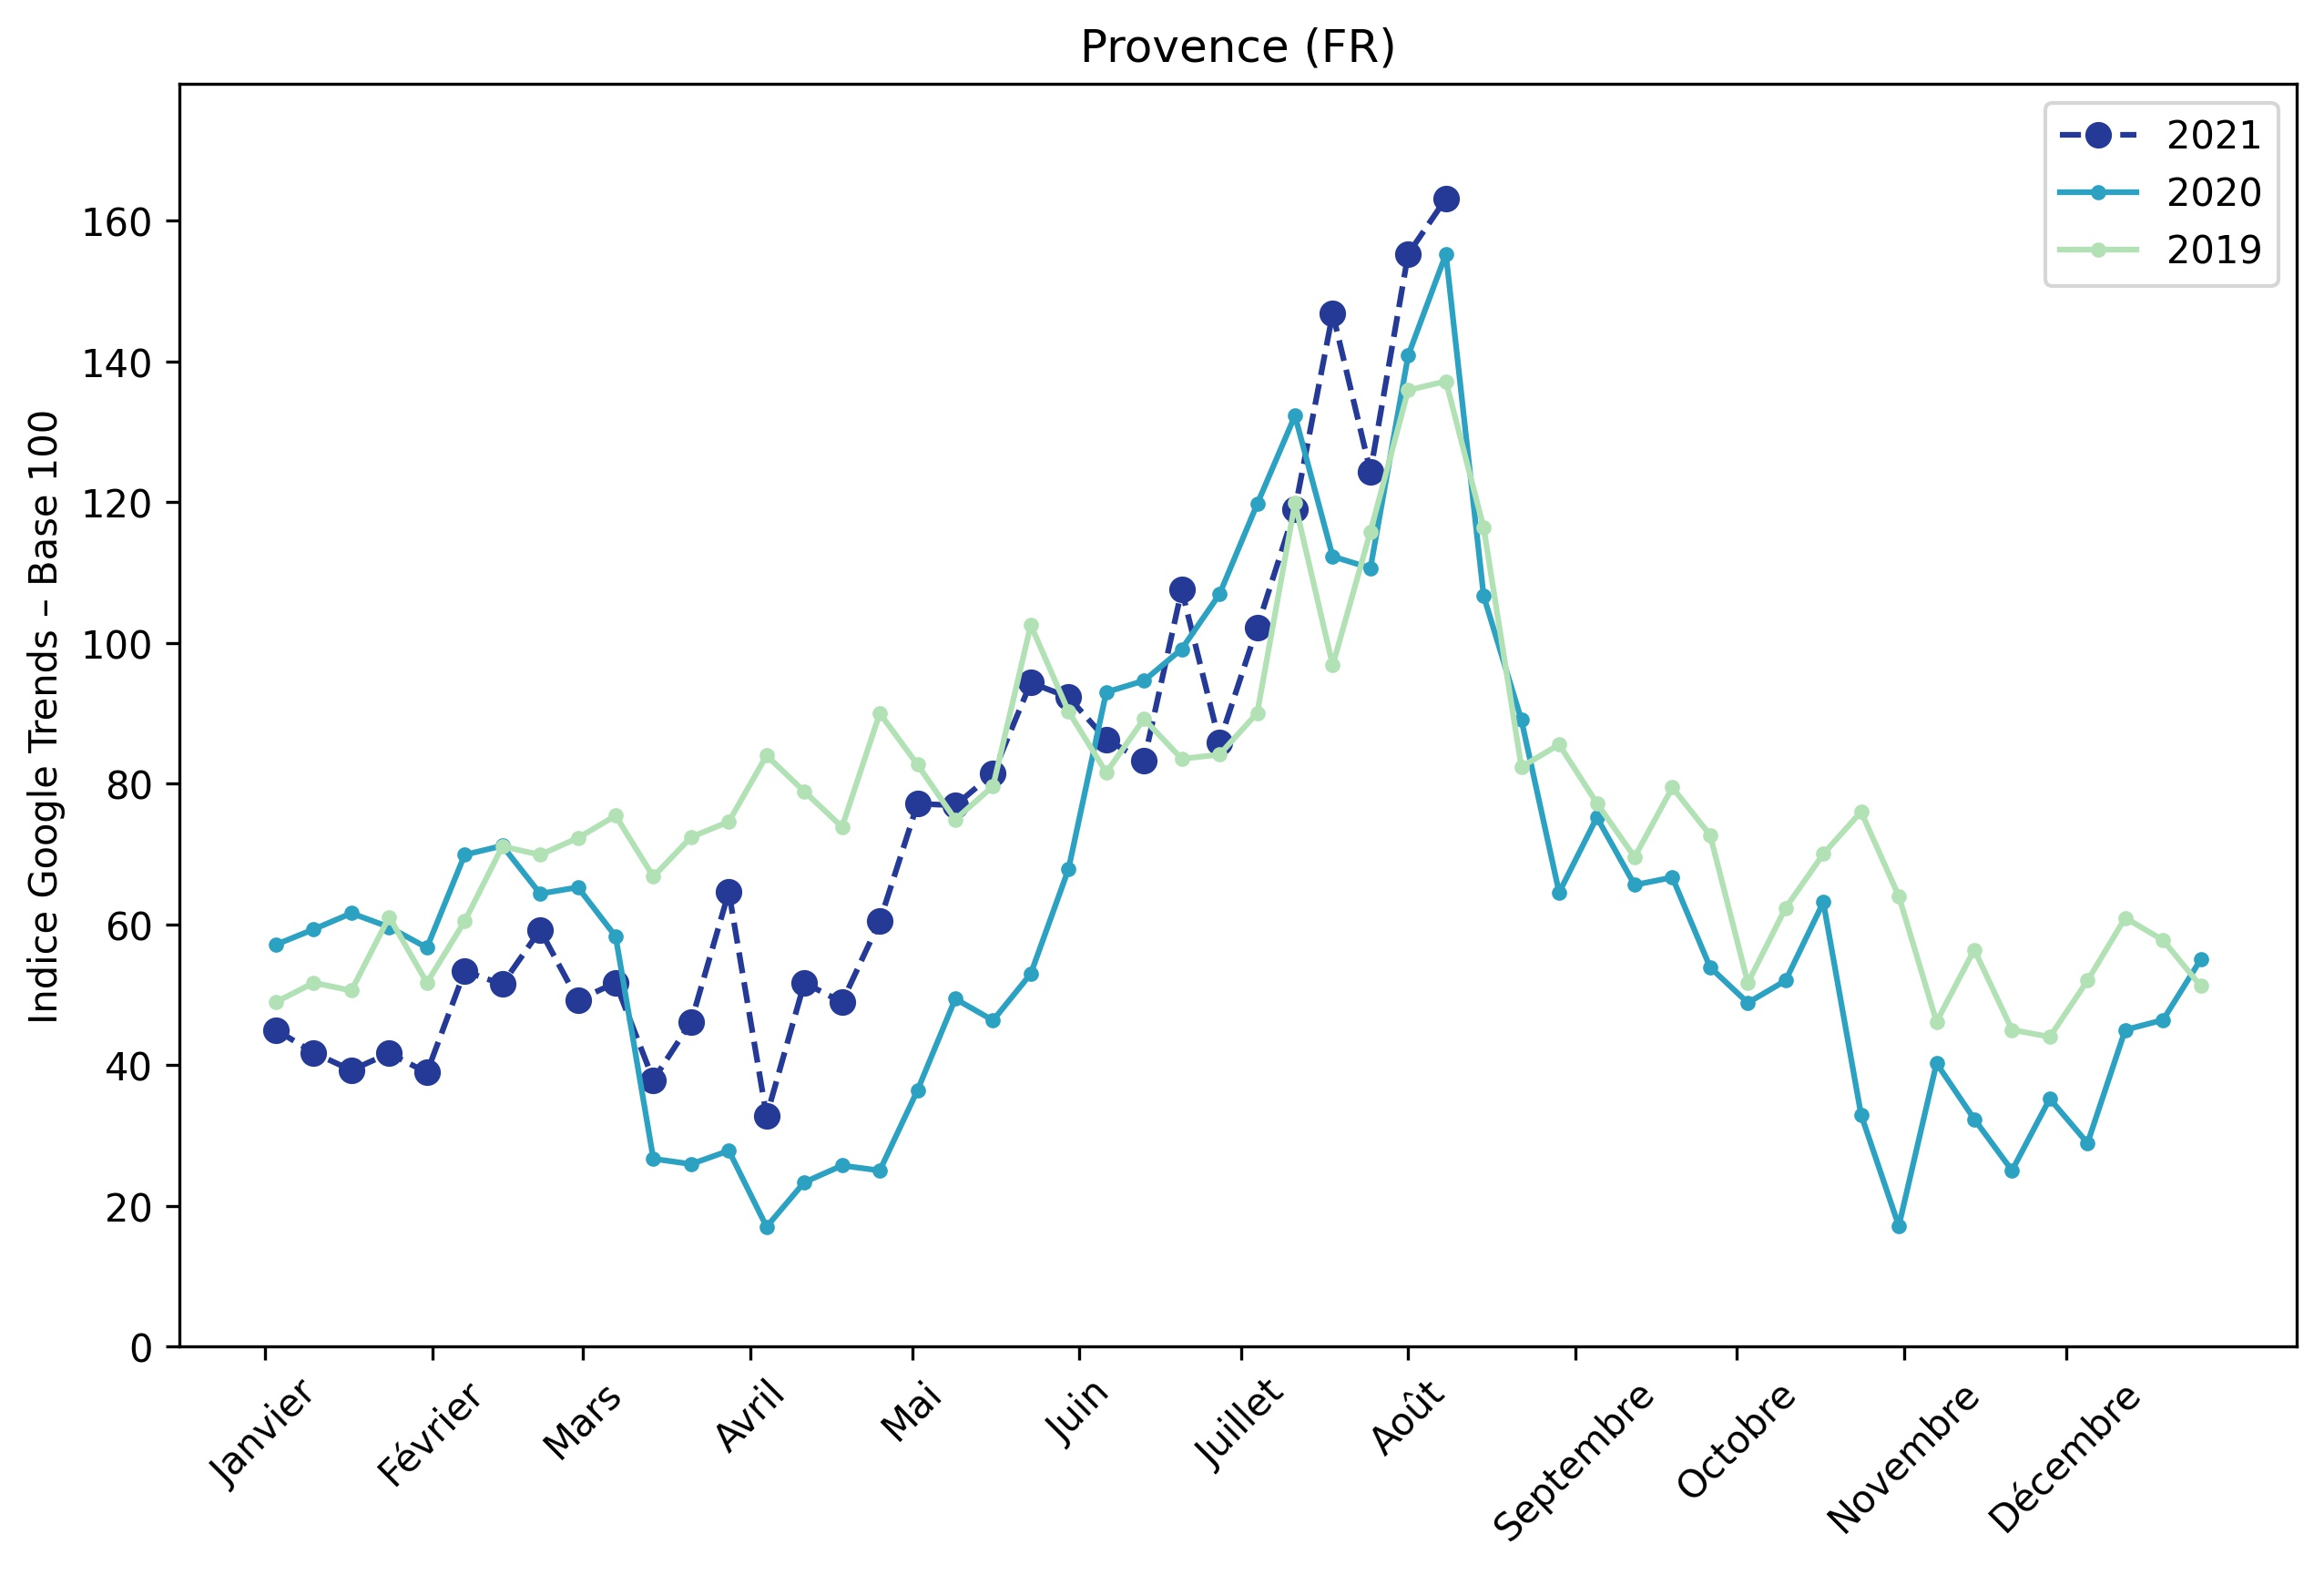 Provence (FR)
Indice Google Trends – Base 100
160
140
120
100
80
60
40
20
0
2021
2020
2019
Janvier
Février
Mars
Avril
Mai
Juin
Juillet
Août
Septembre
Octobre
Novembre
Décembre